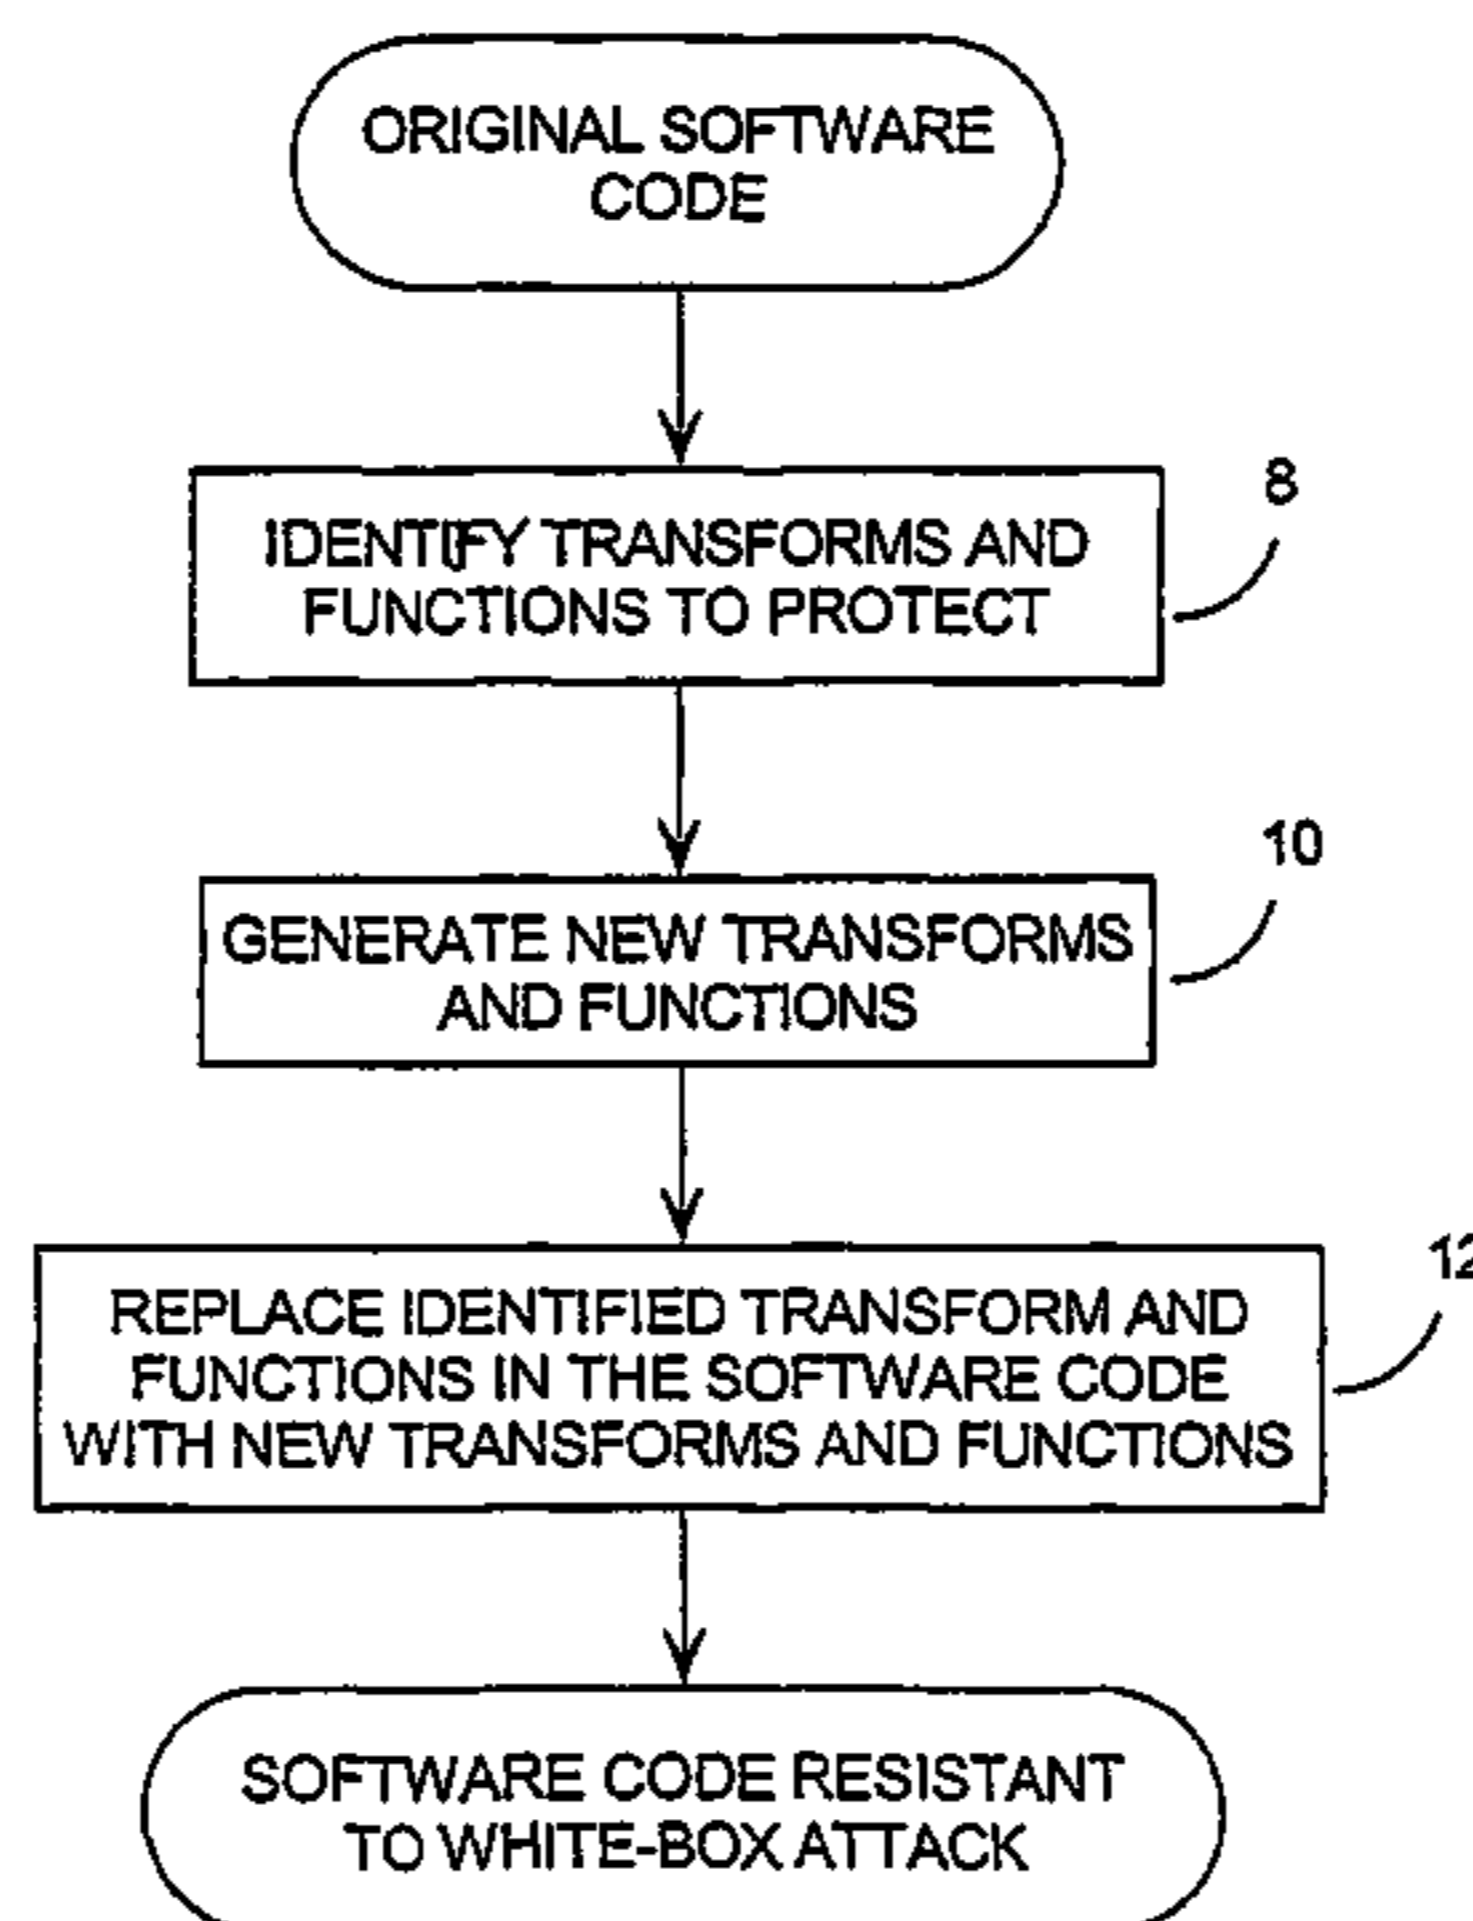 ORIGINAL SOFTWARE
CODE
IDENTIFY TRANSFORMS AND
FUNCTIONS TO PROTECT
8
GENERATE NEW TRANSFORMS
AND FUNCTIONS
10
REPLACE IDENTIFIED TRANSFORM AND
FUNCTIONS IN THE SOFTWARE CODE
WITH NEW TRANSFORMS AND FUNCTIONS
12
SOFTWARE CODE RESISTANT
TO WHITE-BOX ATTACK